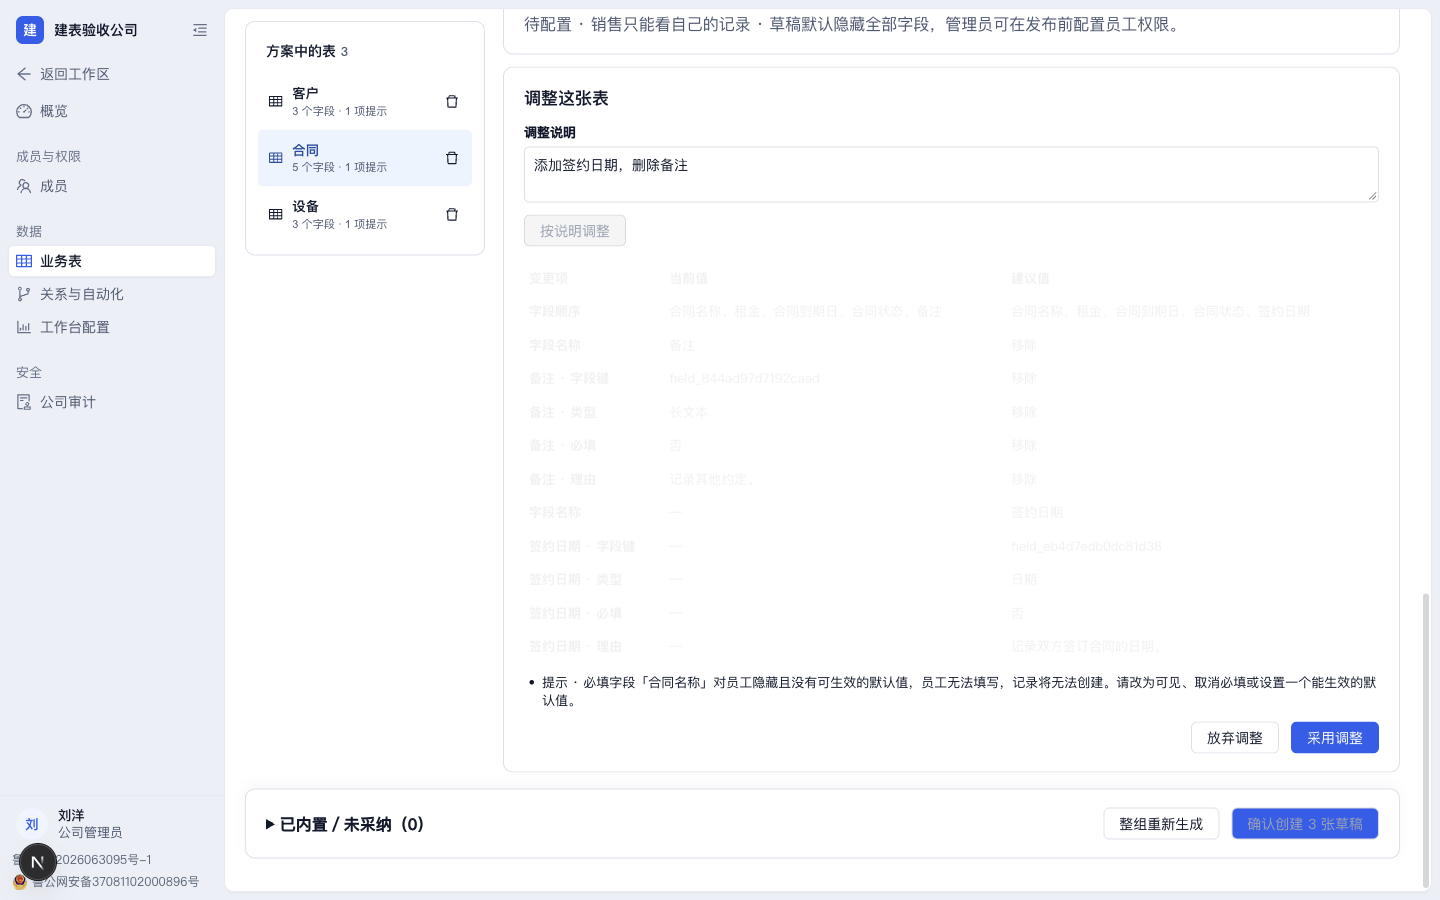 建 建表验收公司
返回工作区
概览
成员与权限
成员
数据
业务表
关系与自动化
工作台配置
安全
公司审计
刘 刘洋
公司管理员
2026063095号-1
公网安备37081102000896号
N
方案中的表 3
客户
3 个字段 · 1 项提示
合同
5 个字段 · 1 项提示
设备
3 个字段 · 1 项提示
待配置 · 销售只能看自己的记录 · 草稿默认隐藏全部字段，管理员可在发布前配置员工权限。
调整这张表
调整说明
添加签约日期，删除备注
按说明调整
变更项 当前值 建议值
字段顺序 合同名称、租金、合同到期日、合同状态、备注 合同名称、租金、合同到期日、合同状态、签约日期
字段名称 备注 移除
备注 · 字段键 field_844ad97d7192caad 移除
备注 · 类型 长文本 移除
备注 · 必填 否 移除
备注 · 理由 记录其他约定。 移除
字段名称 — 签约日期
签约日期 · 字段键 — field_eb4d7edb0dc81d36
签约日期 · 类型 — 日期
签约日期 · 必填 — 否
签约日期 · 理由 — 记录双方签订合同的日期。
• 提示 · 必填字段「合同名称」对员工隐藏且没有可生效的默认值，员工无法填写，记录将无法创建。请改为可见、取消必填或设置一个能生效的默
认值。
放弃调整 采用调整
已内置 / 未采纳（0） 整组重新生成 确认创建 3 张草稿